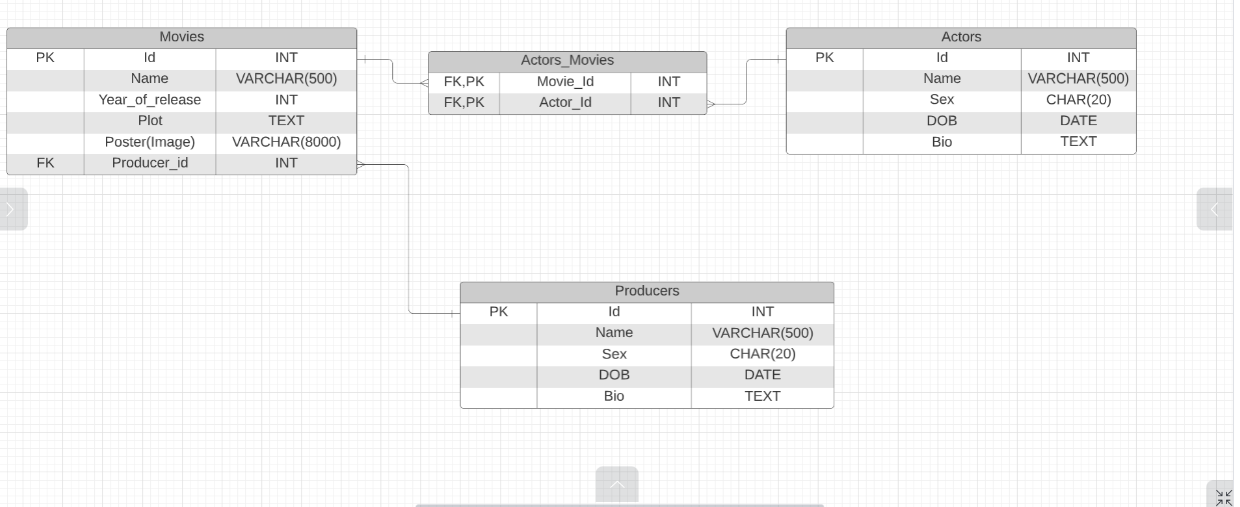 Movies
PK Id INT
Name VARCHAR(500)
Year_of_release INT
Plot TEXT
Poster(Image) VARCHAR(8000)
FK Producer_id INT
Actors_Movies
FK,PK Movie_Id INT
FK,PK Actor_Id INT
Actors
PK Id INT
Name VARCHAR(500)
Sex CHAR(20)
DOB DATE
Bio TEXT
Producers
PK Id INT
Name VARCHAR(500)
Sex CHAR(20)
DOB DATE
Bio TEXT